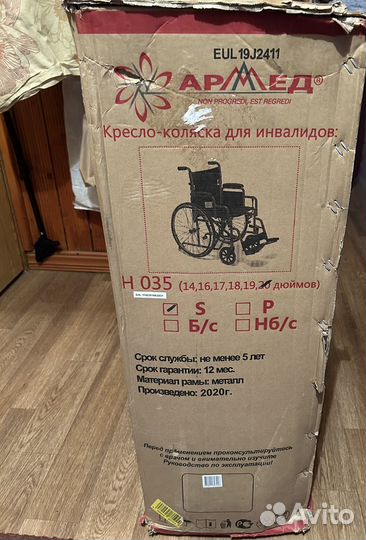 EUL19J2411
АРМЕД®
NON PROGREDI, EST REGREDI
Кресло-коляска для инвалидов:
H 035 (14,16,17,18,19,20 дюймов)
S P
Б/с Нб/с
Срок службы: не менее 5 лет
Срок гарантии: 12 мес.
Материал рамы: металл
Произведено: 2020г.
Перед применением проконсультируйтесь
с врачом и внимательно изучите
Руководство по эксплуатации!
Avito